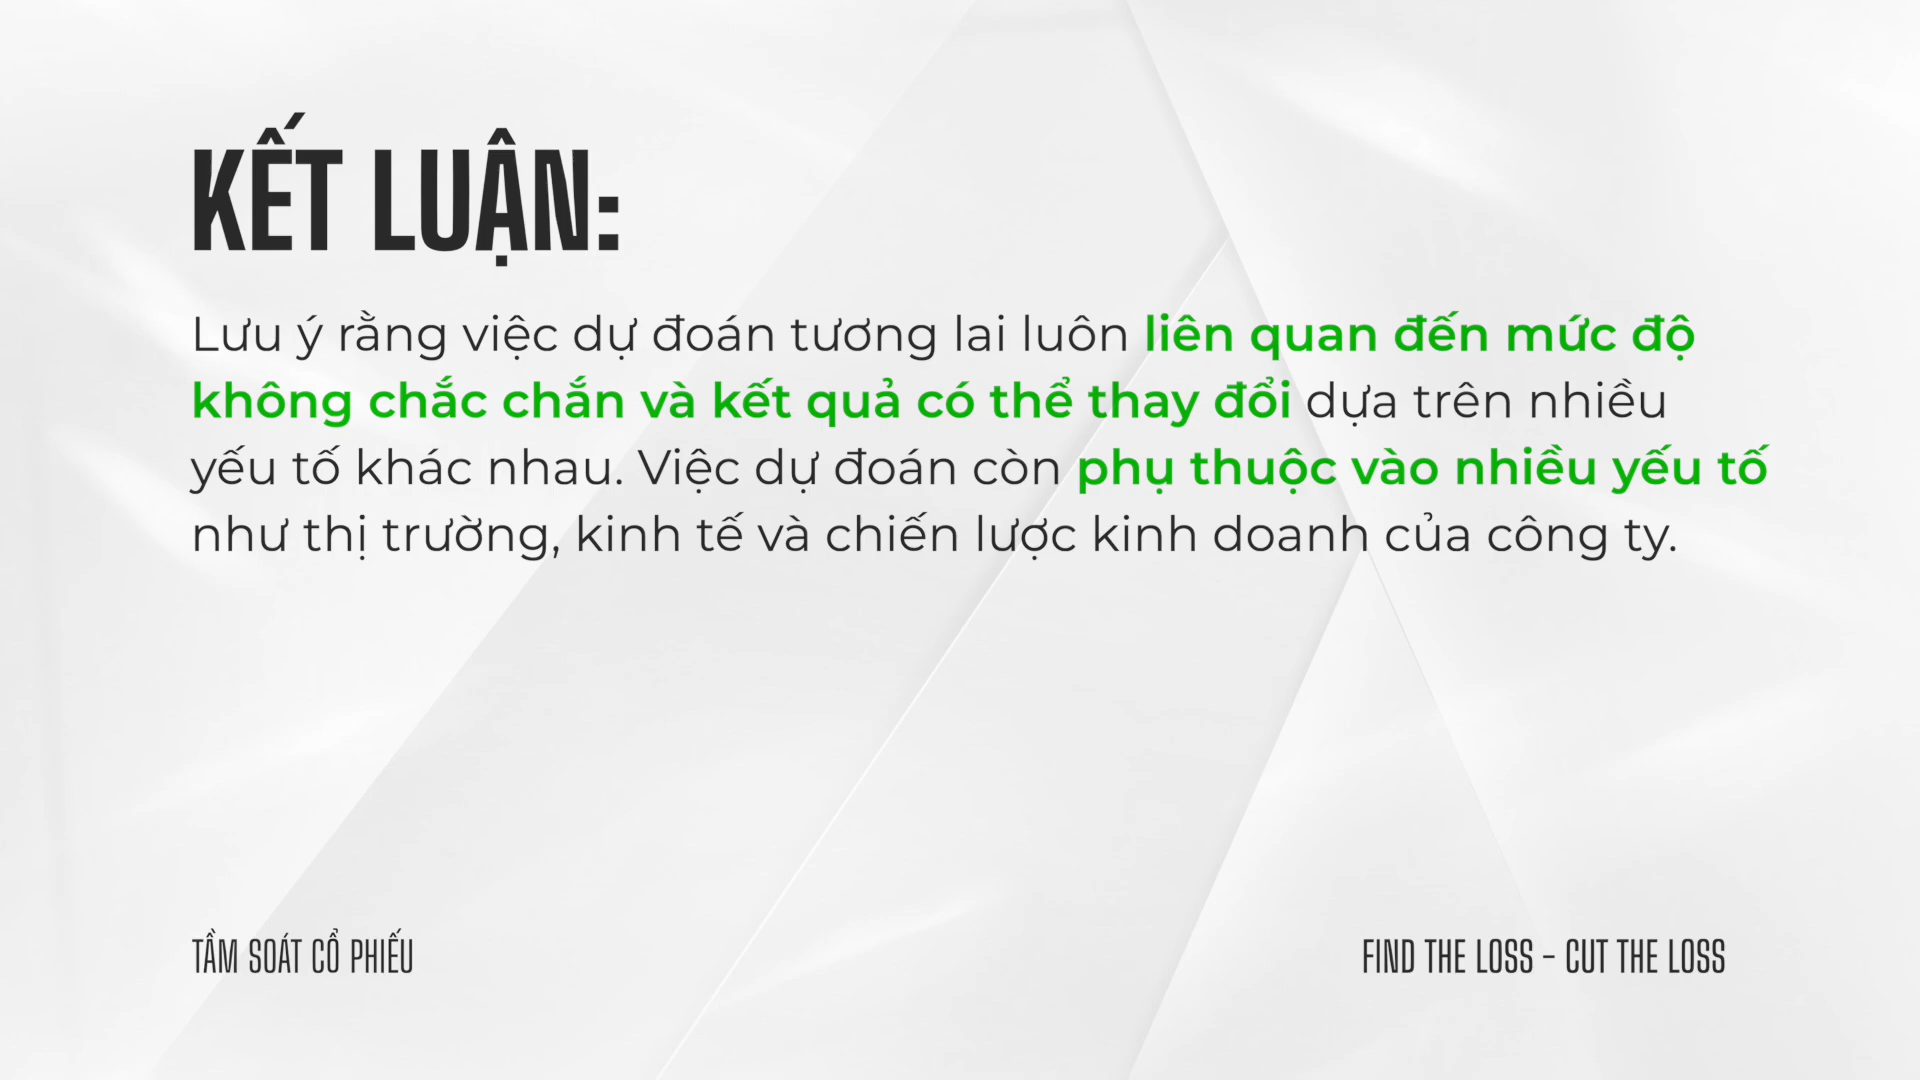 KẾT LUẬN:
Lưu ý rằng việc dự đoán tương lai luôn liên quan đến mức độ
không chắc chắn và kết quả có thể thay đổi dựa trên nhiều
yếu tố khác nhau. Việc dự đoán còn phụ thuộc vào nhiều yếu tố
như thị trường, kinh tế và chiến lược kinh doanh của công ty.
TẦM SOÁT CỔ PHIẾU
FIND THE LOSS - CUT THE LOSS